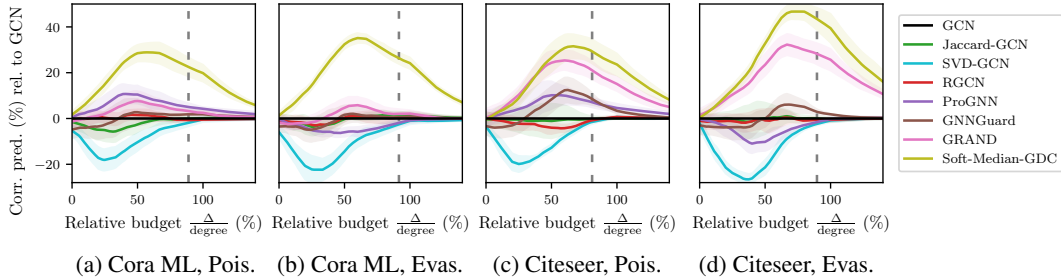 Corr. pred. (%) rel. to GCN
40
20
0
−20
0 50 100
Relative budget Δ/degree (%)
(a) Cora ML, Pois.
0 50 100
Relative budget Δ/degree (%)
(b) Cora ML, Evas.
0 50 100
Relative budget Δ/degree (%)
(c) Citeseer, Pois.
0 50 100
Relative budget Δ/degree (%)
(d) Citeseer, Evas.
GCN
Jaccard-GCN
SVD-GCN
RGCN
ProGNN
GNNGuard
GRAND
Soft-Median-GDC